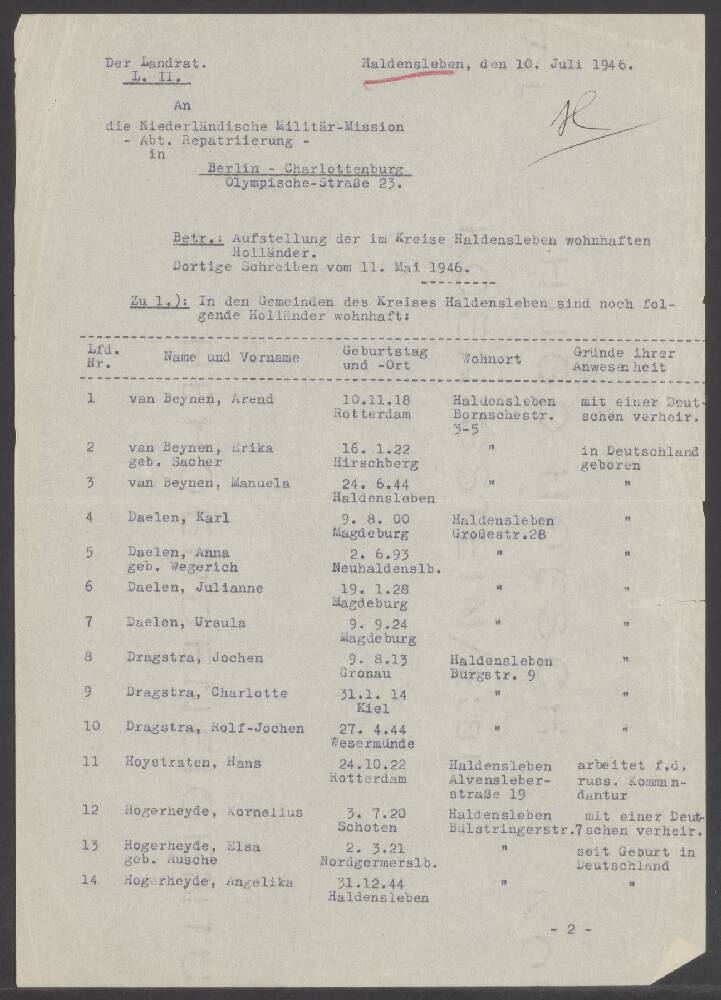 Der Landrat. Haldensleben, den 10. Juli 1946.
L. II.
An
die Niederländische Militär-Mission
- Abt. Repatriierung -
in
Berlin - Charlottenburg
Olympische-Straße 23.
Betr.: Aufstellung der im Kreise Haldensleben wohnhaften
Holländer.
Dortige Schreiben vom 11. Mai 1946.
Zu 1.): In den Gemeinden des Kreises Haldensleben sind noch fol-
gende Holländer wohnhaft:
Lfd. Name und Vorname Geburtstag Wohnort Gründe ihrer
Nr. und -Ort Anwesenheit
1 van Beynen, Arend 10.11.18 Haldensleben mit einer Deut-
Rotterdam Bornschestr. schen verheir.
3-5
2 van Beynen, Erika 16. 1.22 " in Deutschland
geb. Sacher Hirschberg geboren
3 van Beynen, Manuela 24. 6.44 " "
Haldensleben
4 Daelen, Karl 9. 8. 00 Haldensleben "
Magdeburg Großestr.28
5 Daelen, Anna 2. 6.93 " "
geb. Wegerich Neuhaldenslb.
6 Daelen, Julianne 19. 1.28 " "
Magdeburg
7 Daelen, Ursula 9. 9.24 " "
Magdeburg
8 Dragstra, Jochen 9. 8.13 Haldensleben "
Gronau Burgstr. 9
9 Dragstra, Charlotte 31.1. 14 " "
Kiel
10 Dragstra, Rolf-Jochen 27. 4.44 " "
Wesermünde
11 Hoystraten, Hans 24.10.22 Haldensleben arbeitet f.d.
Rotterdam Alvensleber- russ. Komman-
straße 19 dantur
12 Hogerheyde, Kornelius 3. 7.20 Haldensleben mit einer Deut-
Schoten Bülstringerstr.7 schen verheir.
13 Hogerheyde, Elsa 2. 3.21 " seit Geburt in
geb. Rusche Nordgermerslb. Deutschland
14 Hogerheyde, Angelika 31.12.44 " "
Haldensleben
- 2 -